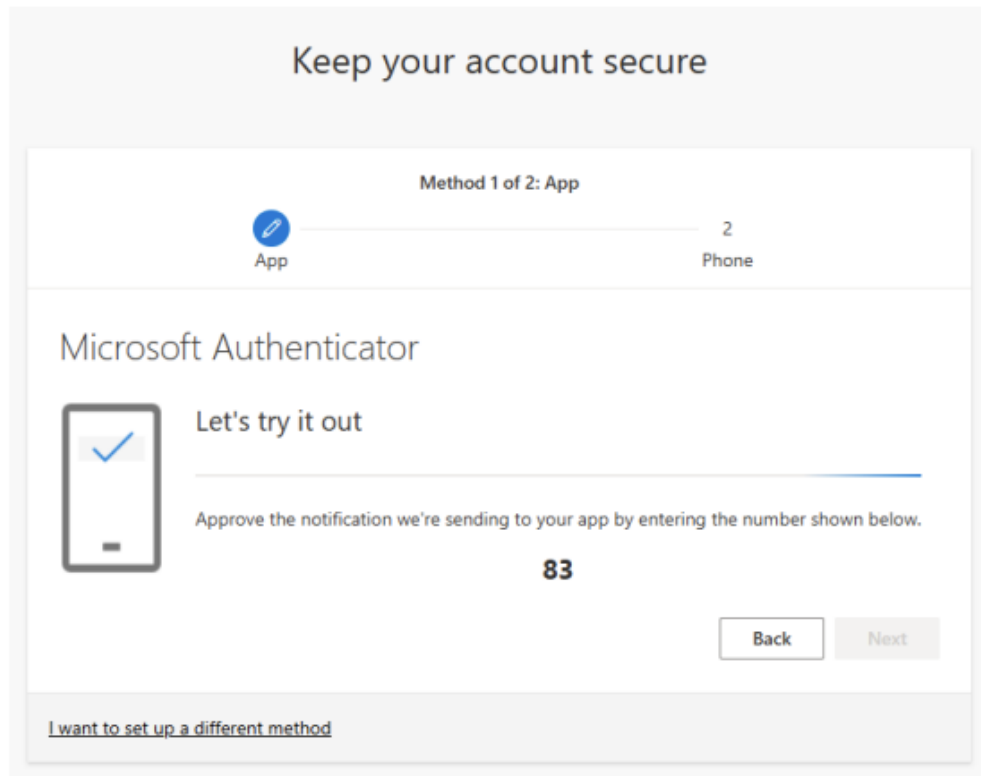 Keep your account secure
Method 1 of 2: App
2
App
Phone
Microsoft Authenticator
Let's try it out
Approve the notification we're sending to your app by entering the number shown below.
83
Back
Next
I want to set up a different method